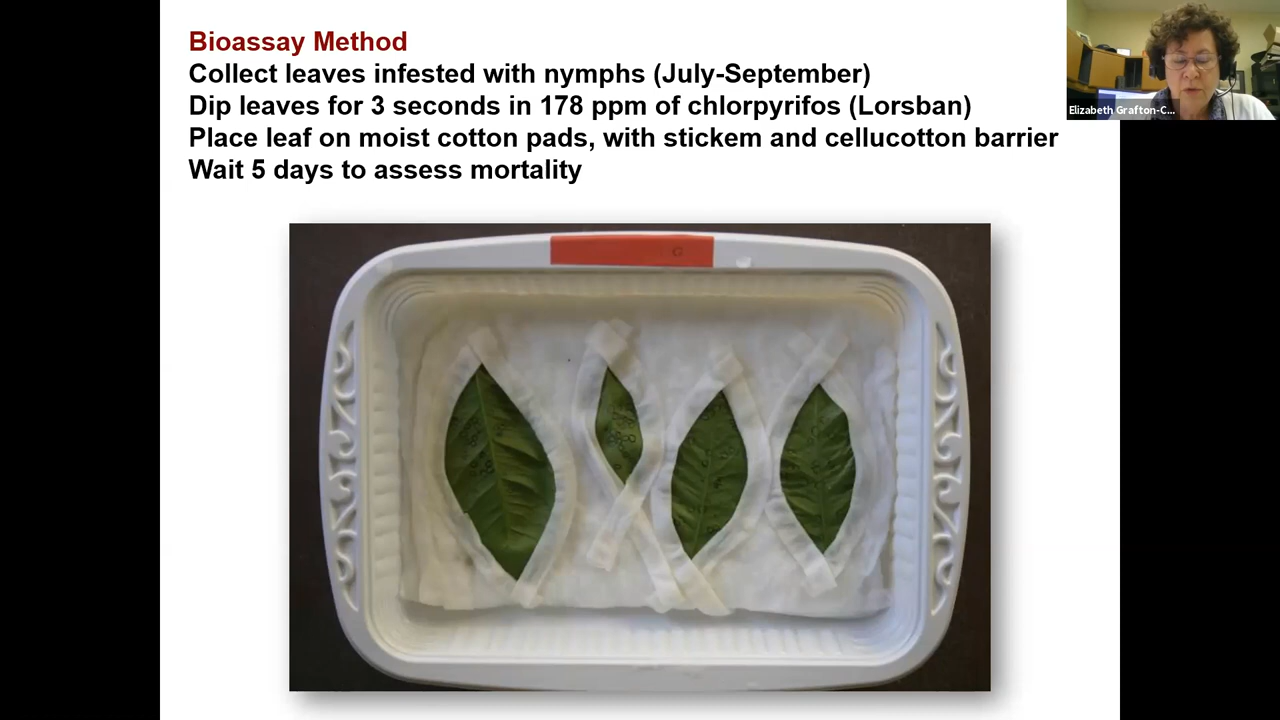 Bioassay Method
Collect leaves infested with nymphs (July-September)
Dip leaves for 3 seconds in 178 ppm of chlorpyrifos (Lorsban)
Place leaf on moist cotton pads, with stickem and cellucotton barrier
Wait 5 days to assess mortality
Elizabeth Grafton-C...
G